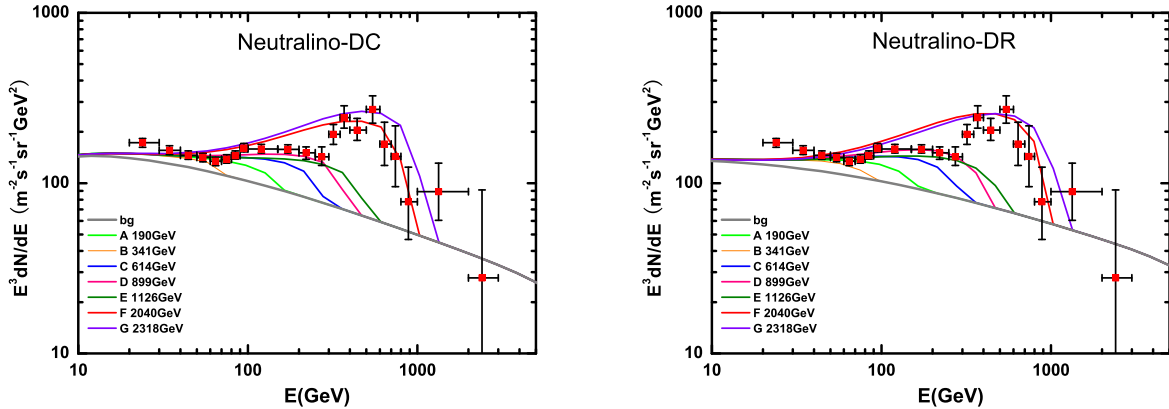 1000
Neutralino-DC
100
10
E³dN/dE (m⁻²s⁻¹sr⁻¹GeV²)
bg
A 190GeV
B 341GeV
C 614GeV
D 899GeV
E 1126GeV
F 2040GeV
G 2318GeV
10 100 1000
E(GeV)
1000
Neutralino-DR
100
10
E³dN/dE (m⁻²s⁻¹sr⁻¹GeV²)
bg
A 190GeV
B 341GeV
C 614GeV
D 899GeV
E 1126GeV
F 2040GeV
G 2318GeV
10 100 1000
E(GeV)